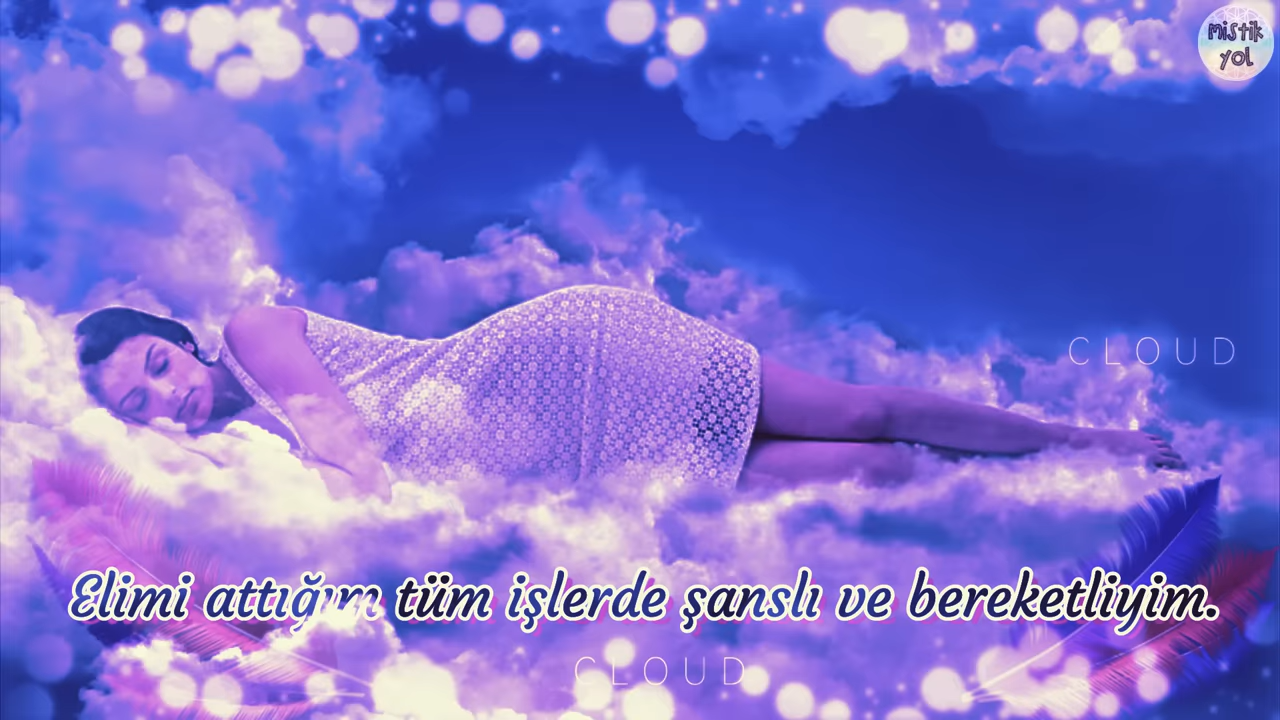 mistik
yol
CLOUD
Elimi attığım tüm işlerde şanslı ve bereketliyim.
CLOUD